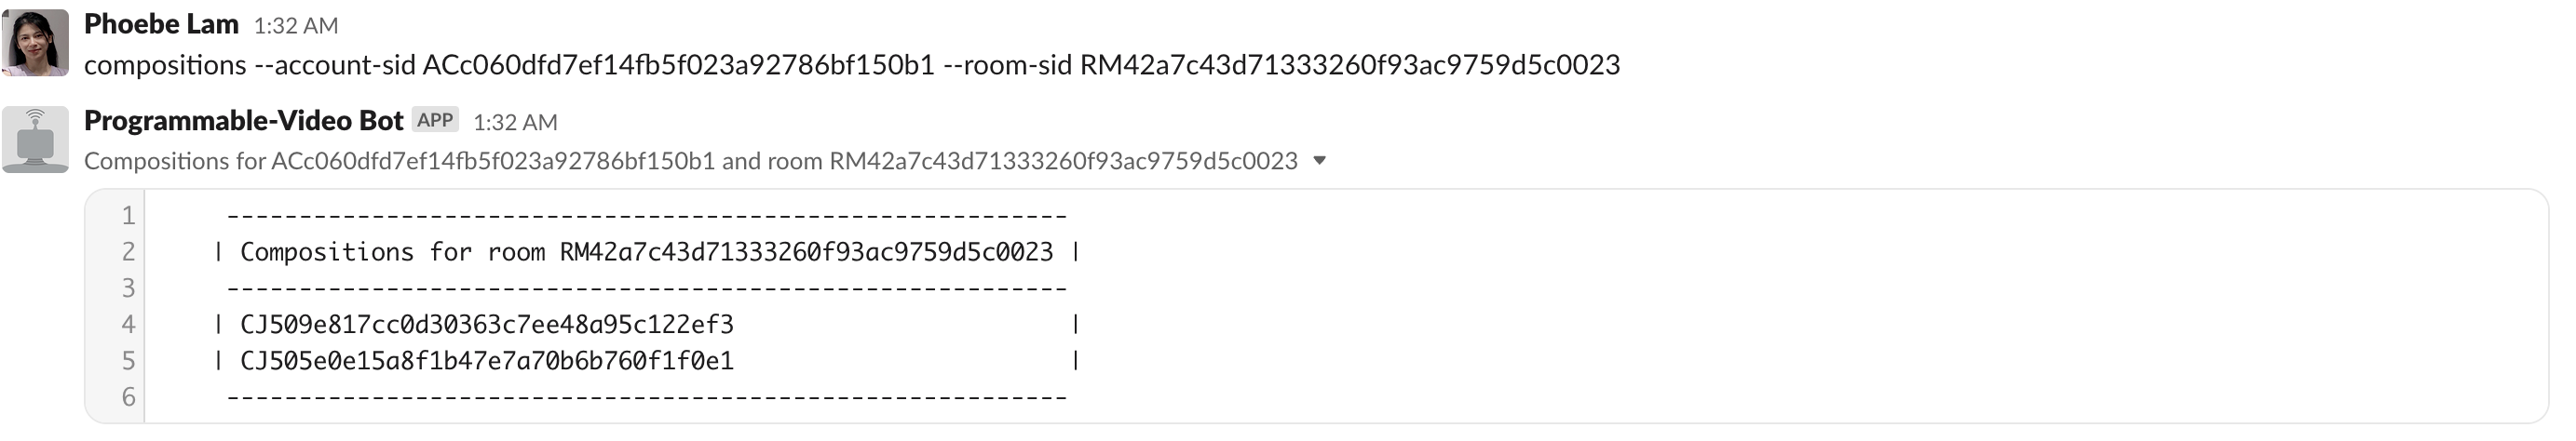 Phoebe Lam 1:32 AM
compositions --account-sid ACc060dfd7ef14fb5f023a92786bf150b1 --room-sid RM42a7c43d71333260f93ac9759d5c0023
Programmable-Video Bot APP 1:32 AM
Compositions for ACc060dfd7ef14fb5f023a92786bf150b1 and room RM42a7c43d71333260f93ac9759d5c0023
1 ----------------------------------------------------------
2 | Compositions for room RM42a7c43d71333260f93ac9759d5c0023 |
3 ----------------------------------------------------------
4 | CJ509e817cc0d30363c7ee48a95c122ef3 |
5 | CJ505e0e15a8f1b47e7a70b6b760f1f0e1 |
6 ----------------------------------------------------------